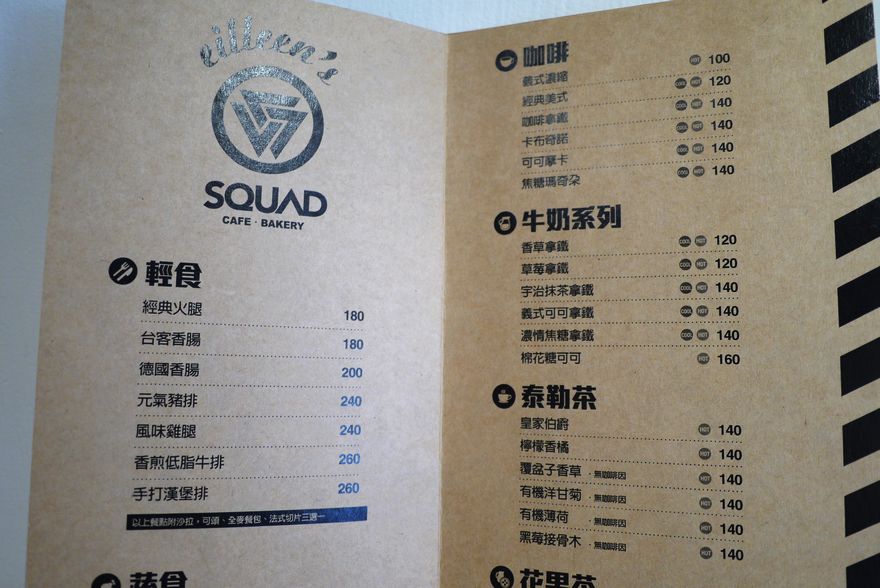 eilleen's
SQUAD
CAFE · BAKERY
輕食
經典火腿 180
台客香腸 180
德國香腸 200
元氣豬排 240
風味雞腿 240
香煎低脂牛排 260
手打漢堡排 260
以上餐點附沙拉，可頌、全麥餐包、法式切片三選一
蔬食
咖啡
義式濃縮 HOT 100
經典美式 COOL HOT 120
咖啡拿鐵 COOL HOT 140
卡布奇諾 COOL HOT 140
可可摩卡 COOL HOT 140
焦糖瑪奇朵 COOL HOT 140
牛奶系列
香草拿鐵 COOL HOT 120
草莓拿鐵 COOL HOT 120
宇治抹茶拿鐵 COOL HOT 140
義式可可拿鐵 COOL HOT 140
濃情焦糖拿鐵 COOL HOT 140
棉花糖可可 HOT 160
泰勒茶
皇家伯爵 HOT 140
檸檬香橘 HOT 140
覆盆子香草 · 無咖啡因 HOT 140
有機洋甘菊 · 無咖啡因 HOT 140
有機薄荷 · 無咖啡因 HOT 140
黑莓接骨木 · 無咖啡因 HOT 140
花果茶